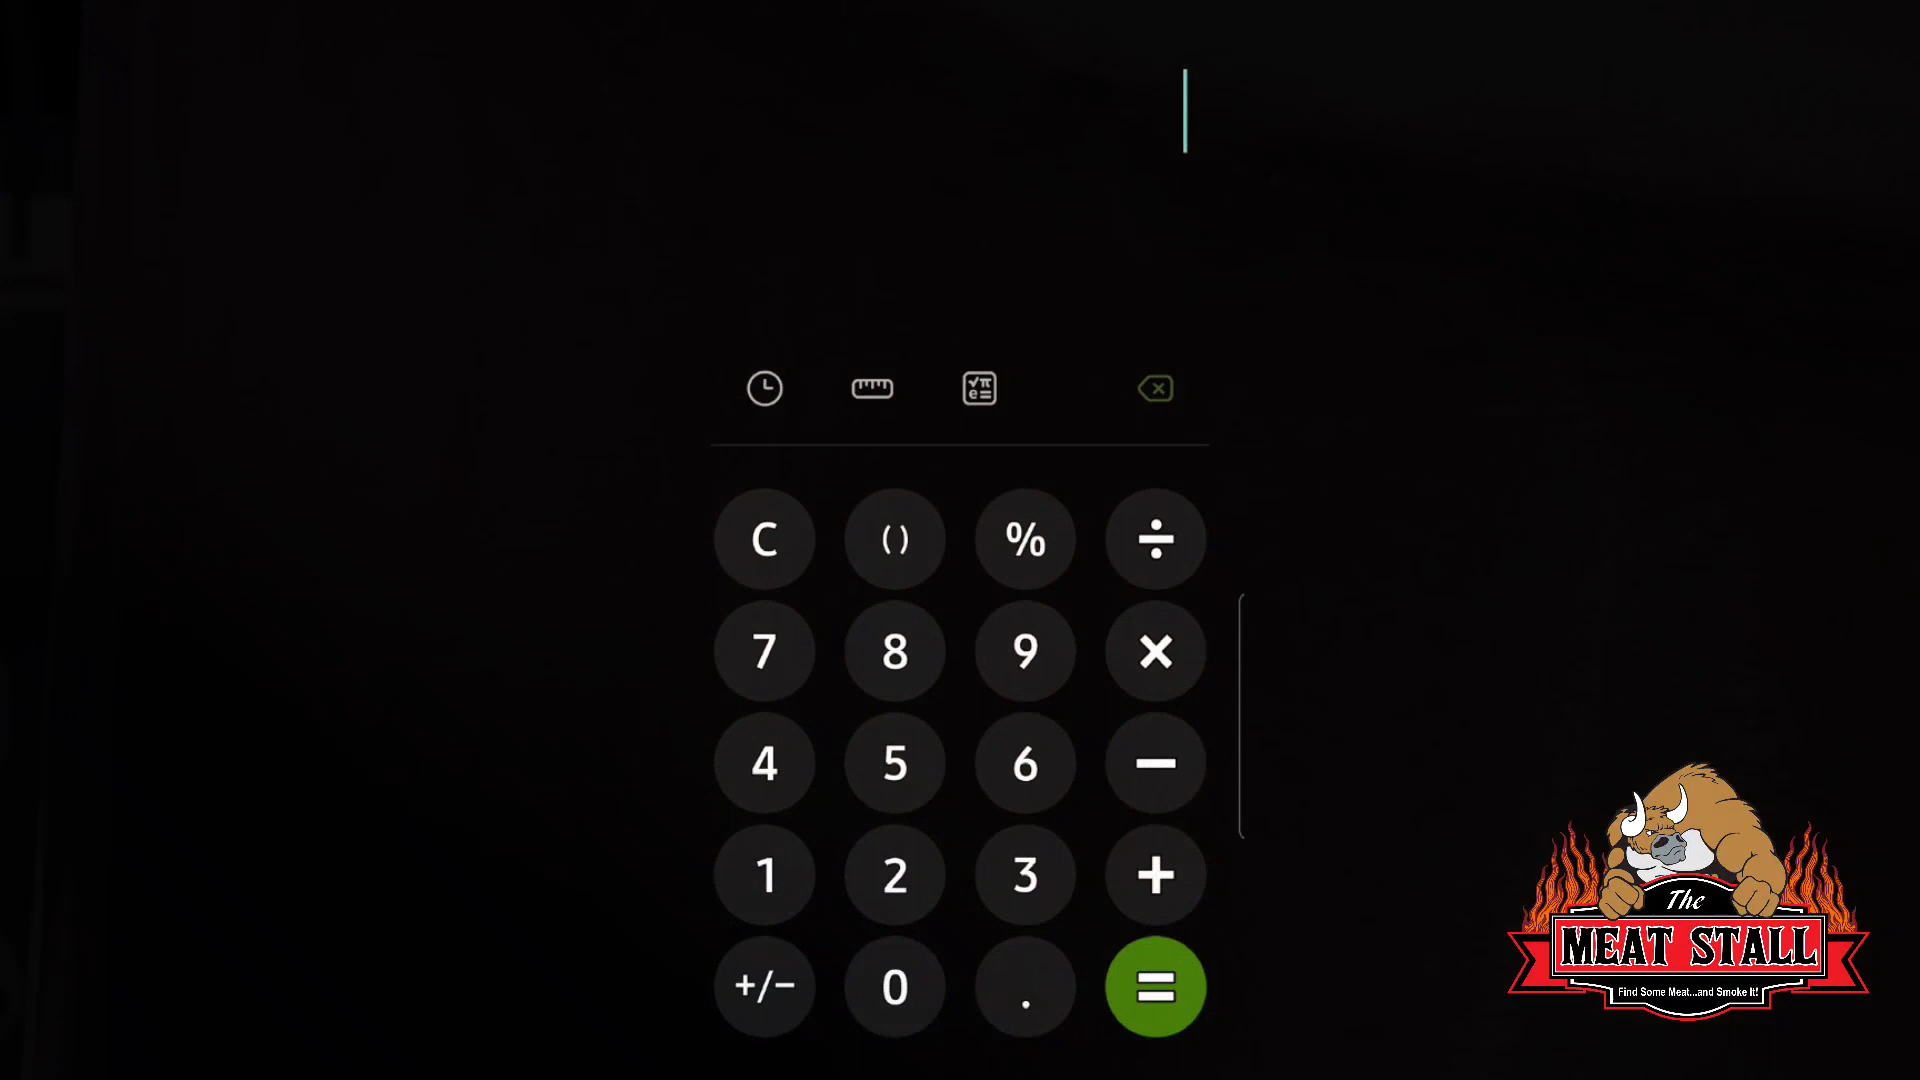 √π
e=
C () % ÷
7 8 9 ×
4 5 6 −
1 2 3 +
+/− 0 . =
The
MEAT STALL
Find Some Meat...and Smoke It!